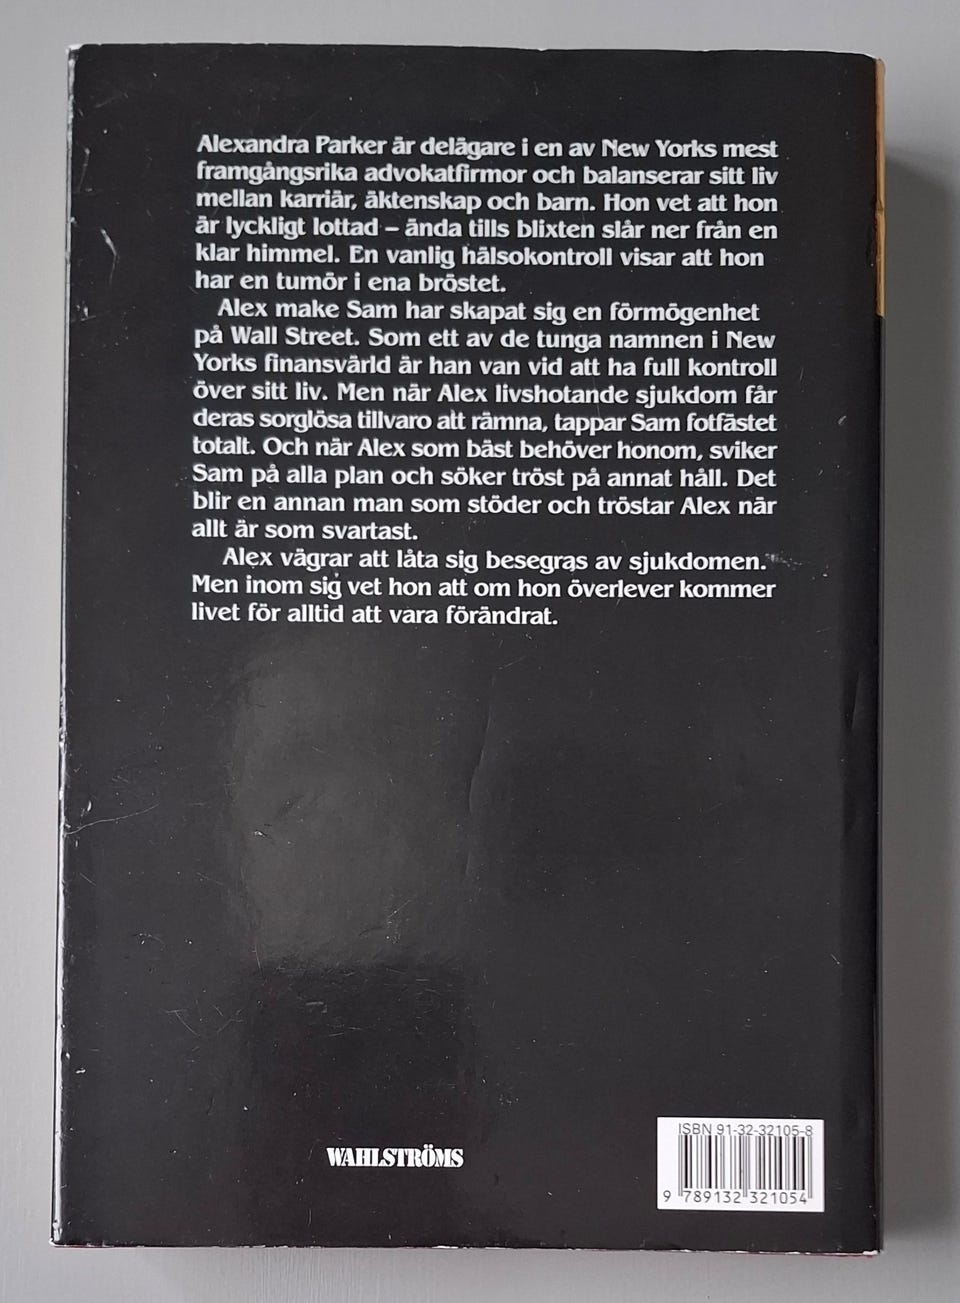 Alexandra Parker är delägare i en av New Yorks mest
framgångsrika advokatfirmor och balanserar sitt liv
mellan karriär, äktenskap och barn. Hon vet att hon
är lyckligt lottad – ända tills blixten slår ner från en
klar himmel. En vanlig hälsokontroll visar att hon
har en tumör i ena bröstet.
Alex make Sam har skapat sig en förmögenhet
på Wall Street. Som ett av de tunga namnen i New
Yorks finansvärld är han van vid att ha full kontroll
över sitt liv. Men när Alex livshotande sjukdom får
deras sorglösa tillvaro att rämna, tappar Sam fotfästet
totalt. Och när Alex som bäst behöver honom, sviker
Sam på alla plan och söker tröst på annat håll. Det
blir en annan man som stöder och tröstar Alex när
allt är som svartast.
Alex vägrar att låta sig besegras av sjukdomen.
Men inom sig vet hon att om hon överlever kommer
livet för alltid att vara förändrat.
WAHLSTRÖMS
ISBN 91-32-32105-8
9 789132 321054